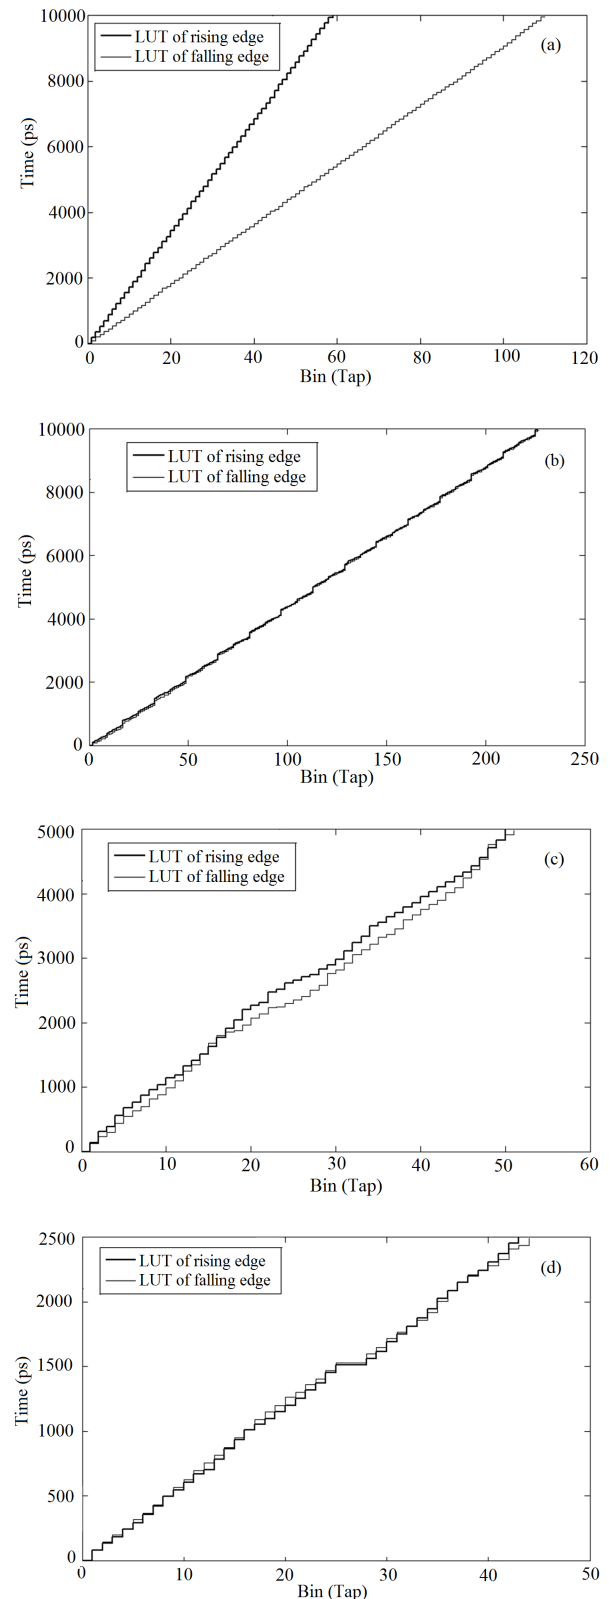 10000
LUT of rising edge
LUT of falling edge
(a)
8000
6000
4000
2000
0
Time (ps)
0 20 40 60 80 100 120
Bin (Tap)
10000
LUT of rising edge
LUT of falling edge
(b)
8000
6000
4000
2000
0
Time (ps)
0 50 100 150 200 250
Bin (Tap)
5000
LUT of rising edge
LUT of falling edge
(c)
4000
3000
2000
1000
0
Time (ps)
0 10 20 30 40 50 60
Bin (Tap)
2500
LUT of rising edge
LUT of falling edge
(d)
2000
1500
1000
500
0
Time (ps)
0 10 20 30 40 50
Bin (Tap)